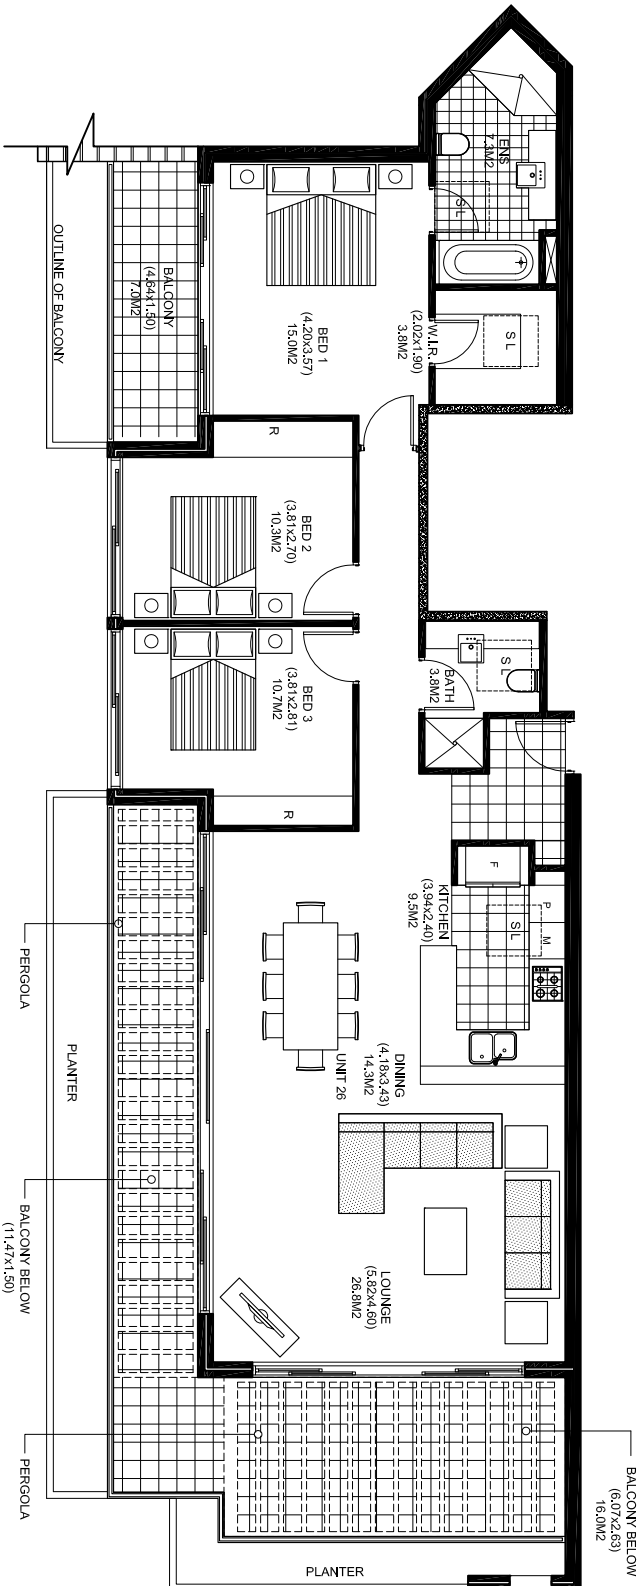 ENS
7.3M2
S L
S L
W.I.R.
(2.02x1.90)
3.8M2
BED 1
(4.20x3.57)
15.0M2
BALCONY
(4.64x1.50)
7.0M2
OUTLINE OF BALCONY
R
BED 2
(3.81x2.70)
10.3M2
S L
BATH
3.8M2
BED 3
(3.81x2.81)
10.7M2
R
F
P
M
S L
KITCHEN
(3.94x2.40)
9.5M2
DINING
(4.18x3.43)
14.3M2
UNIT 26
PERGOLA
PLANTER
BALCONY BELOW
(11.47x1.50)
LOUNGE
(5.82x4.60)
26.8M2
PERGOLA
BALCONY BELOW
(6.07x2.63)
16.0M2
PLANTER